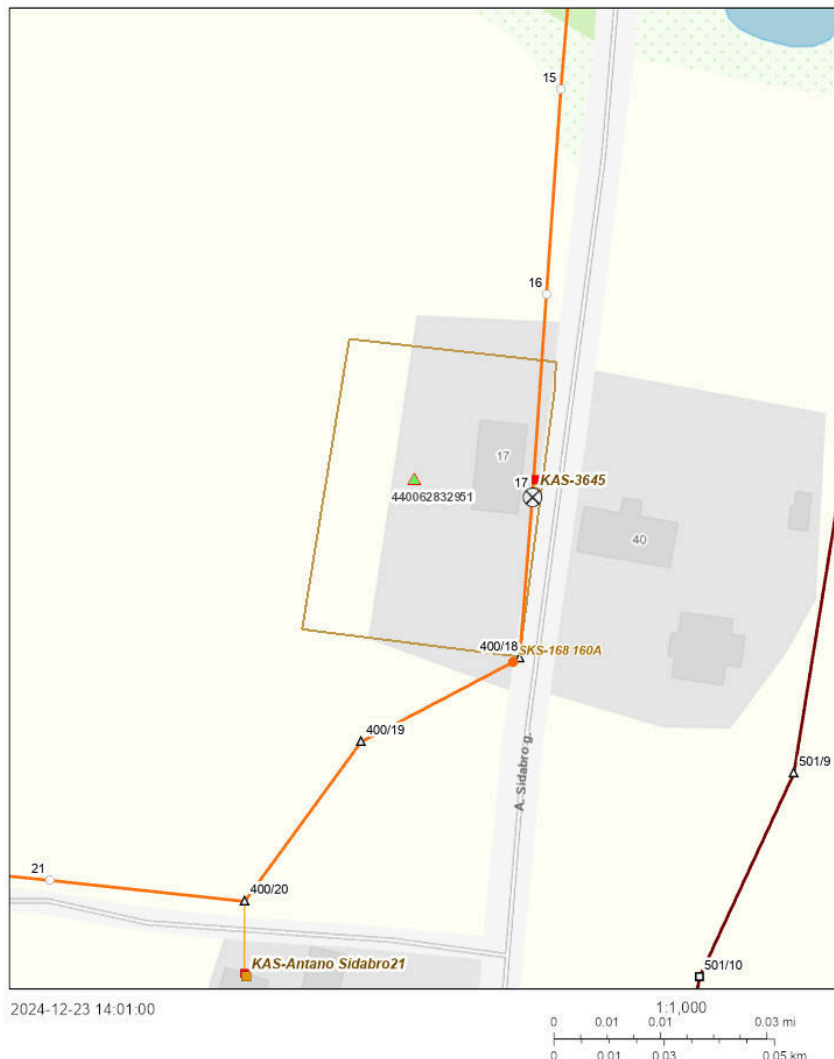 15
16
17
17
KAS-3645
440062832951
40
400/18
SKS-168 160A
400/19
A. Sidabro g.
501/9
21
400/20
KAS-Antano Sidabro21
501/10
2024-12-23 14:01:00
1:1,000
0 0.01 0.01 0.03 mi
0 0.01 0.03 0.05 km